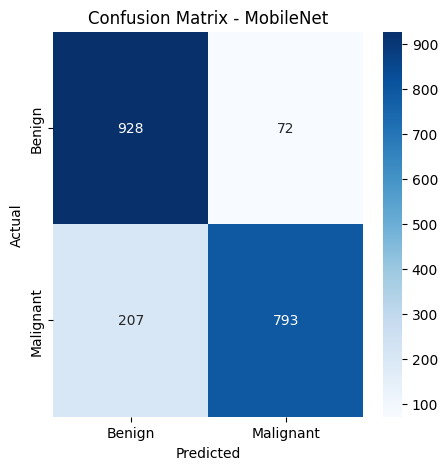 Confusion Matrix - MobileNet
Actual
Benign
Malignant
928
72
207
793
Benign
Malignant
Predicted
900
800
700
600
500
400
300
200
100